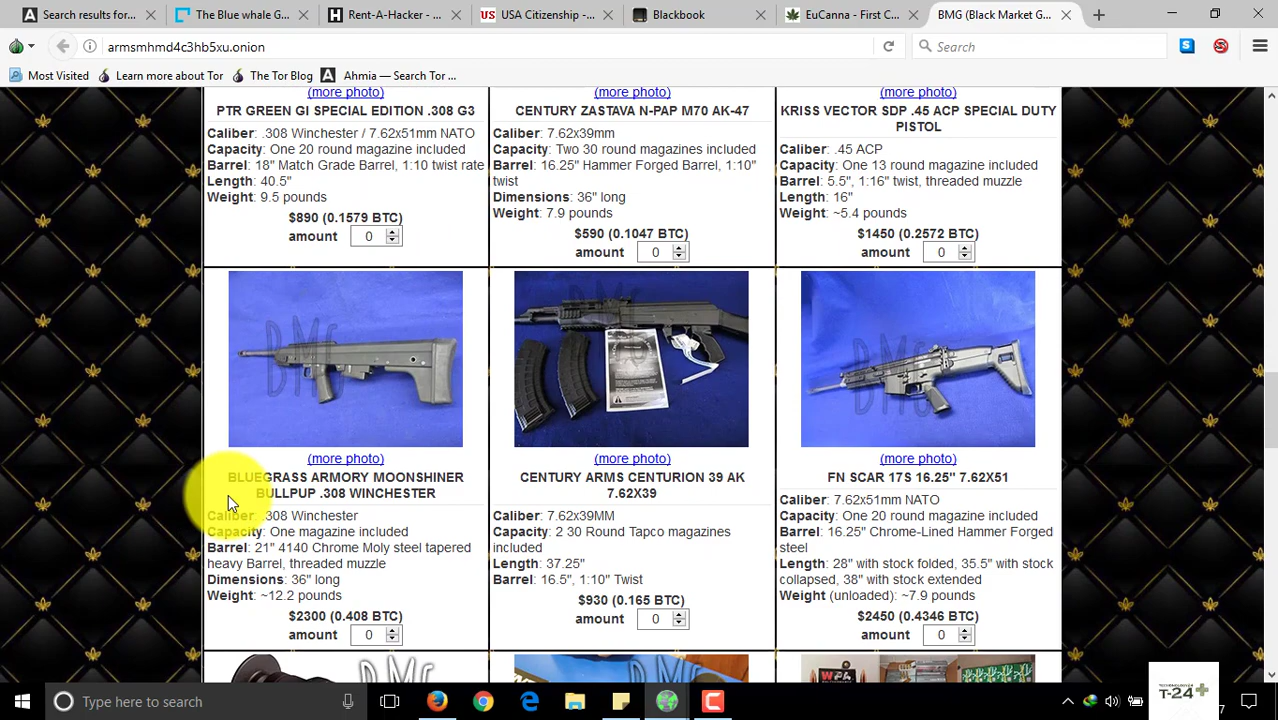 Search results for...
The Blue whale G...
Rent-A-Hacker - ...
USA Citizenship - ...
Blackbook
EuCanna - First C...
BMG (Black Market G...
armsmhmd4c3hb5xu.onion
Search
Most Visited
Learn more about Tor
The Tor Blog
Ahmia — Search Tor ...
(more photo)
PTR GREEN GI SPECIAL EDITION .308 G3
Caliber: .308 Winchester / 7.62x51mm NATO
Capacity: One 20 round magazine included
Barrel: 18" Match Grade Barrel, 1:10 twist rate
Length: 40.5"
Weight: 9.5 pounds
$890 (0.1579 BTC)
amount 0
(more photo)
CENTURY ZASTAVA N-PAP M70 AK-47
Caliber: 7.62x39mm
Capacity: Two 30 round magazines included
Barrel: 16.25" Hammer Forged Barrel, 1:10"
twist
Dimensions: 36" long
Weight: 7.9 pounds
$590 (0.1047 BTC)
amount 0
(more photo)
KRISS VECTOR SDP .45 ACP SPECIAL DUTY
PISTOL
Caliber: .45 ACP
Capacity: One 13 round magazine included
Barrel: 5.5", 1:16" twist, threaded muzzle
Length: 16"
Weight: ~5.4 pounds
$1450 (0.2572 BTC)
amount 0
BMG
(more photo)
BLUEGRASS ARMORY MOONSHINER
BULLPUP .308 WINCHESTER
Caliber: .308 Winchester
Capacity: One magazine included
Barrel: 21" 4140 Chrome Moly steel tapered
heavy Barrel, threaded muzzle
Dimensions: 36" long
Weight: ~12.2 pounds
$2300 (0.408 BTC)
amount 0
BMG
(more photo)
CENTURY ARMS CENTURION 39 AK
7.62X39
Caliber: 7.62x39MM
Capacity: 2 30 Round Tapco magazines
included
Length: 37.25"
Barrel: 16.5", 1:10" Twist
$930 (0.165 BTC)
amount 0
BMG
(more photo)
FN SCAR 17S 16.25" 7.62X51
Caliber: 7.62x51mm NATO
Capacity: One 20 round magazine included
Barrel: 16.25" Chrome-Lined Hammer Forged
steel
Length: 28" with stock folded, 35.5" with stock
collapsed, 38" with stock extended
Weight (unloaded): ~7.9 pounds
$2450 (0.4346 BTC)
amount 0
BMG
WPA
Type here to search
T-24
7